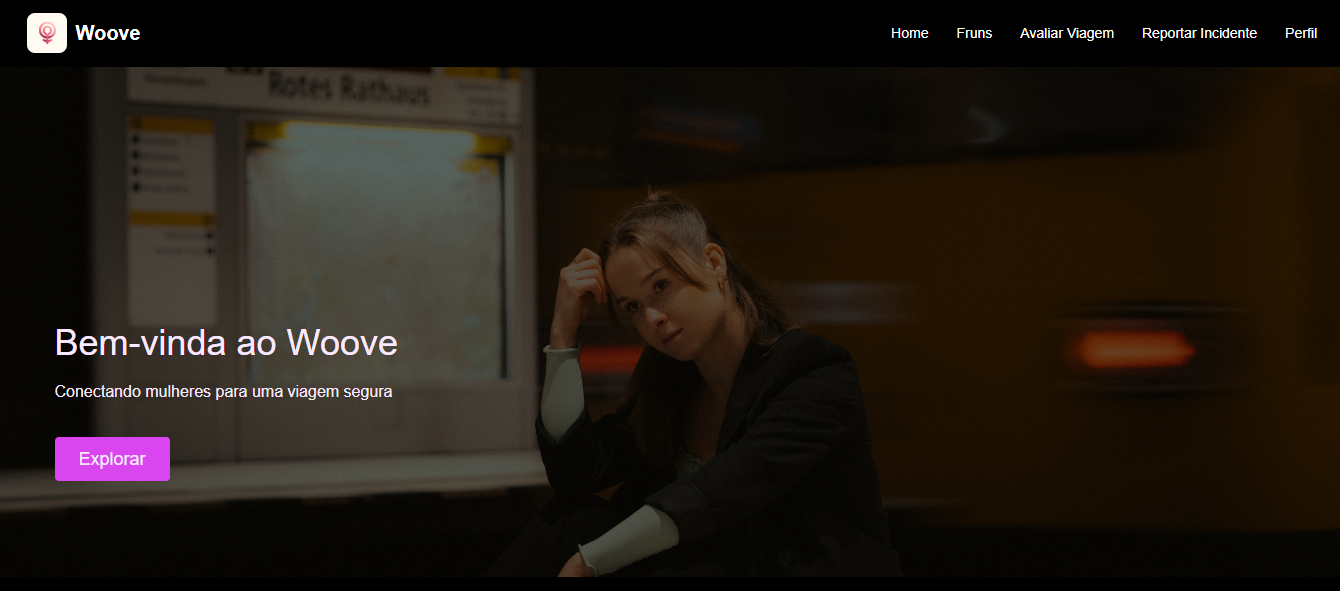 Woove
Home
Fruns
Avaliar Viagem
Reportar Incidente
Perfil
Rotes Rathaus
Bem-vinda ao Woove
Conectando mulheres para uma viagem segura
Explorar